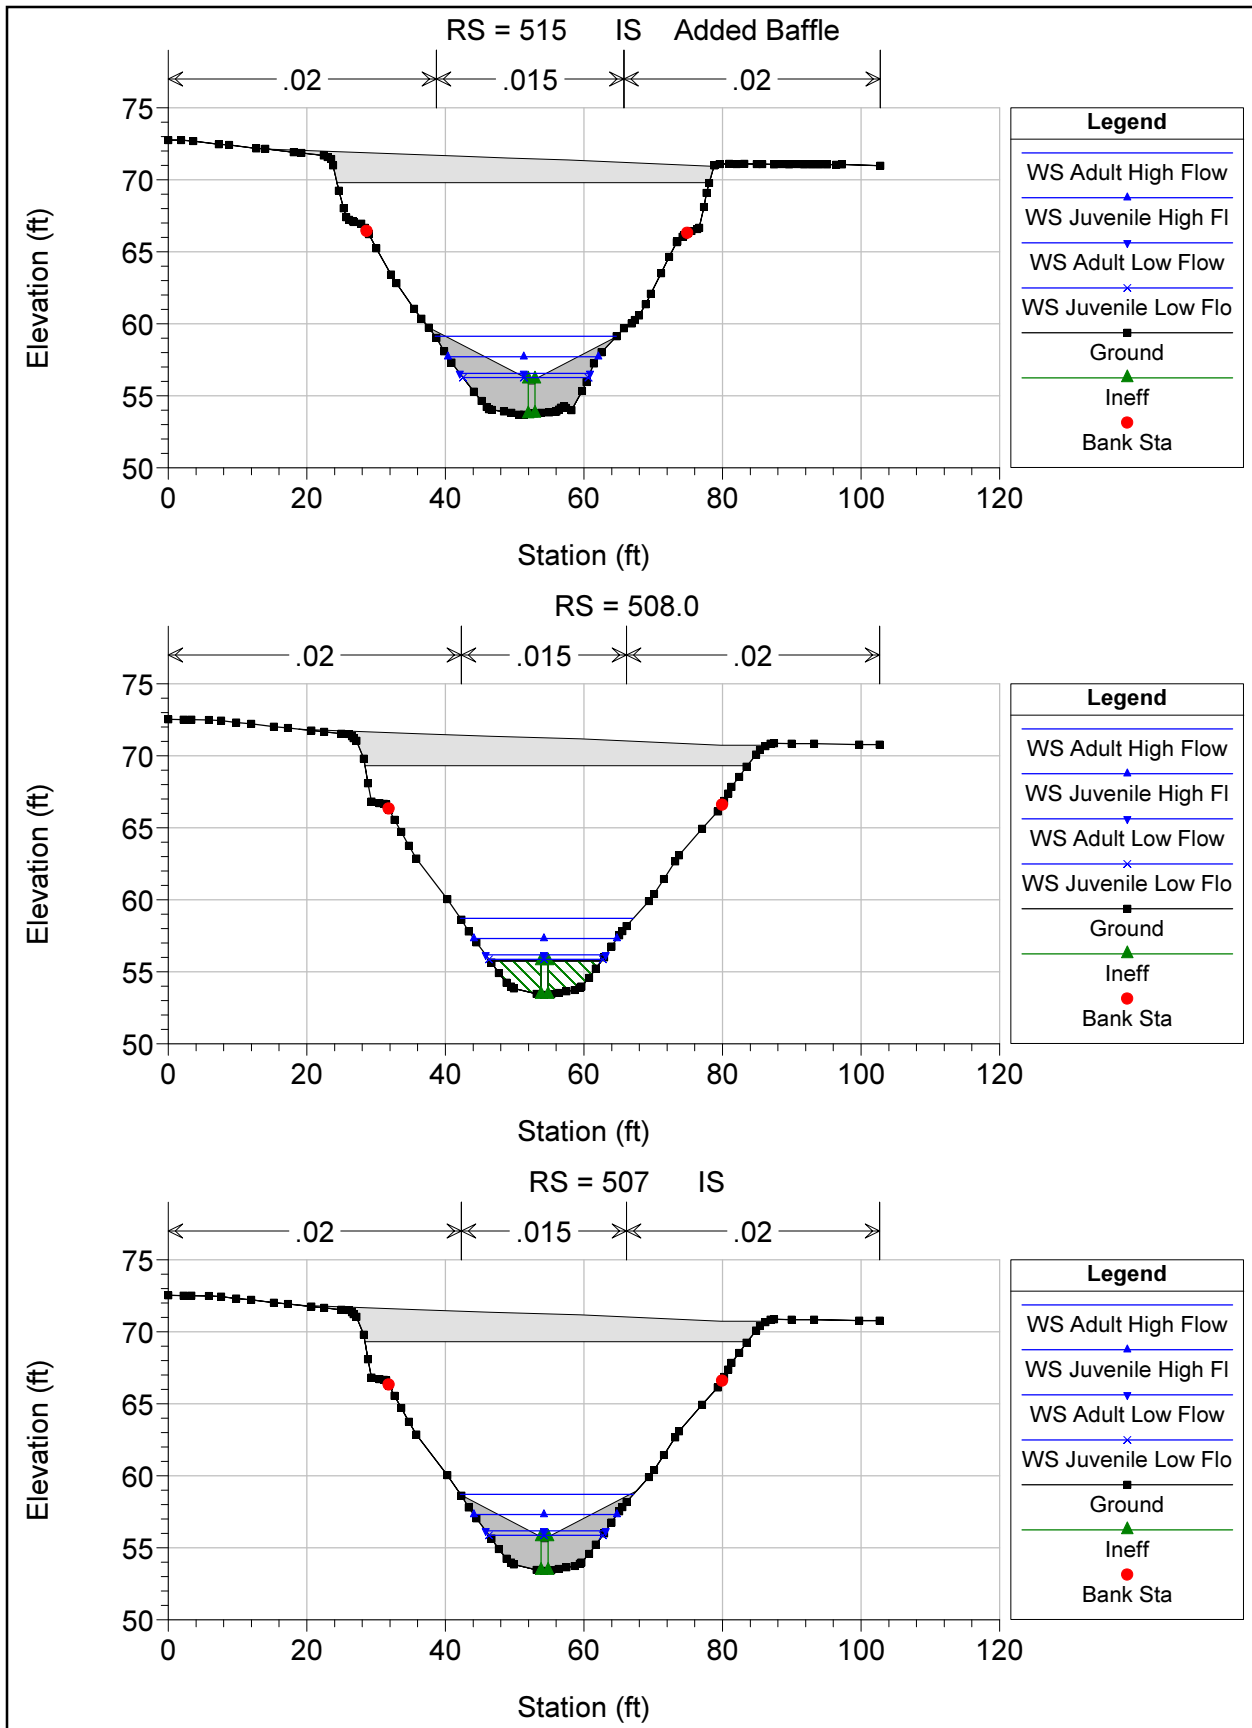 RS = 515 IS Added Baffle
.02 .015 .02
75
70
65
60
55
50
Elevation (ft)
0 20 40 60 80 100 120
Station (ft)
Legend
WS Adult High Flow
WS Juvenile High Fl
WS Adult Low Flow
WS Juvenile Low Flo
Ground
Ineff
Bank Sta
RS = 508.0
.02 .015 .02
75
70
65
60
55
50
Elevation (ft)
0 20 40 60 80 100 120
Station (ft)
Legend
WS Adult High Flow
WS Juvenile High Fl
WS Adult Low Flow
WS Juvenile Low Flo
Ground
Ineff
Bank Sta
RS = 507 IS
.02 .015 .02
75
70
65
60
55
50
Elevation (ft)
0 20 40 60 80 100 120
Station (ft)
Legend
WS Adult High Flow
WS Juvenile High Fl
WS Adult Low Flow
WS Juvenile Low Flo
Ground
Ineff
Bank Sta